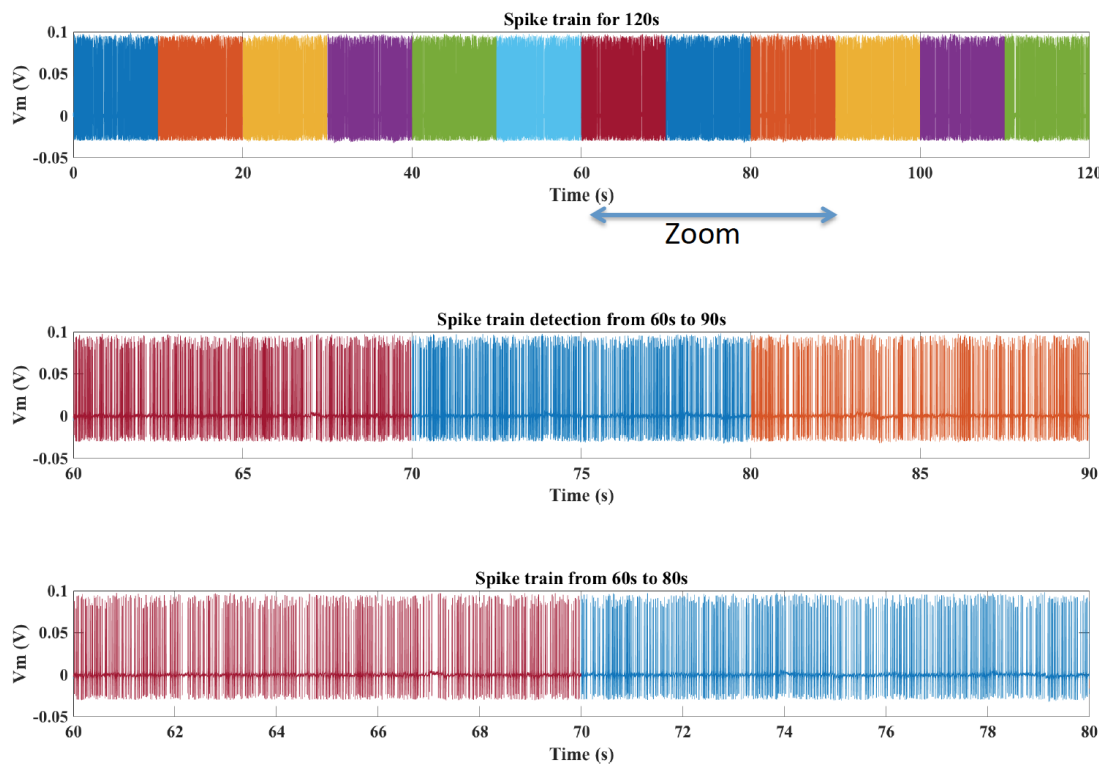 Spike train for 120s
0.1
0.05
0
-0.05
Vm (V)
0 20 40 60 80 100 120
Time (s)
Zoom
Spike train detection from 60s to 90s
0.1
0.05
0
-0.05
Vm (V)
60 65 70 75 80 85 90
Time (s)
Spike train from 60s to 80s
0.1
0.05
0
-0.05
Vm (V)
60 62 64 66 68 70 72 74 76 78 80
Time (s)